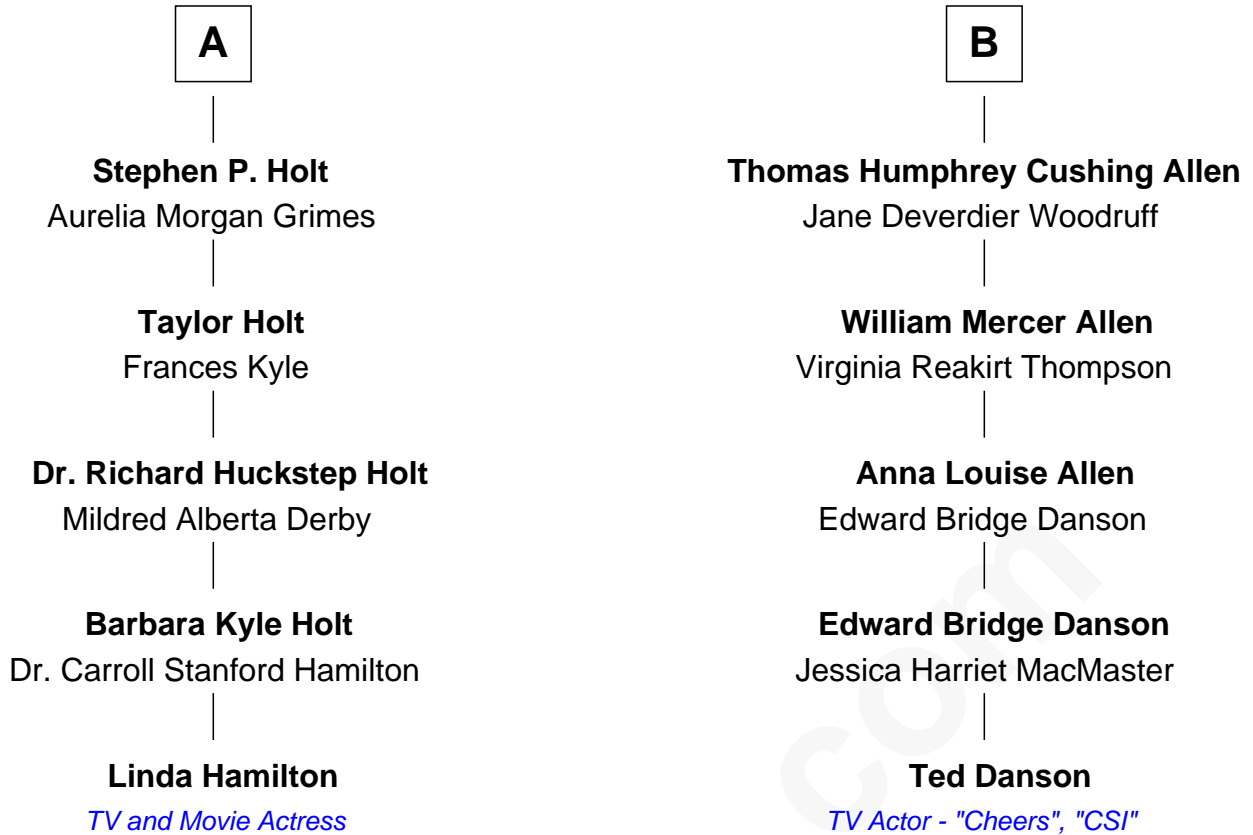 A
Stephen P. Holt
Aurelia Morgan Grimes
Taylor Holt
Frances Kyle
Dr. Richard Huckstep Holt
Mildred Alberta Derby
Barbara Kyle Holt
Dr. Carroll Stanford Hamilton
Linda Hamilton
TV and Movie Actress
B
Thomas Humphrey Cushing Allen
Jane Deverdier Woodruff
William Mercer Allen
Virginia Reakirt Thompson
Anna Louise Allen
Edward Bridge Danson
Edward Bridge Danson
Jessica Harriet MacMaster
Ted Danson
TV Actor - "Cheers", "CSI"
com